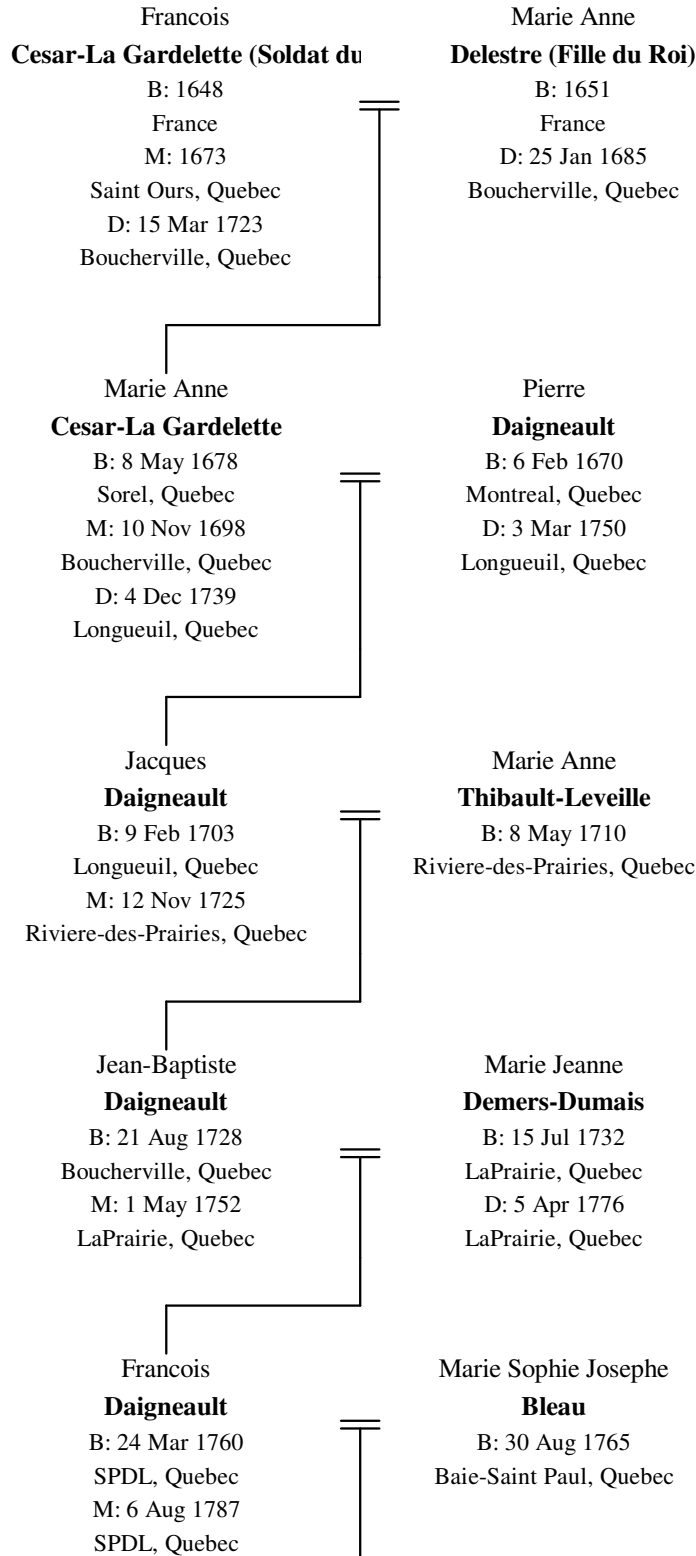 Francois
Cesar-La Gardelette (Soldat du
B: 1648
France
M: 1673
Saint Ours, Quebec
D: 15 Mar 1723
Boucherville, Quebec
Marie Anne
Delestre (Fille du Roi)
B: 1651
France
D: 25 Jan 1685
Boucherville, Quebec
Marie Anne
Cesar-La Gardelette
B: 8 May 1678
Sorel, Quebec
M: 10 Nov 1698
Boucherville, Quebec
D: 4 Dec 1739
Longueuil, Quebec
Pierre
Daigneault
B: 6 Feb 1670
Montreal, Quebec
D: 3 Mar 1750
Longueuil, Quebec
Jacques
Daigneault
B: 9 Feb 1703
Longueuil, Quebec
M: 12 Nov 1725
Riviere-des-Prairies, Quebec
Marie Anne
Thibault-Leveille
B: 8 May 1710
Riviere-des-Prairies, Quebec
Jean-Baptiste
Daigneault
B: 21 Aug 1728
Boucherville, Quebec
M: 1 May 1752
LaPrairie, Quebec
Marie Jeanne
Demers-Dumais
B: 15 Jul 1732
LaPrairie, Quebec
D: 5 Apr 1776
LaPrairie, Quebec
Francois
Daigneault
B: 24 Mar 1760
SPDL, Quebec
M: 6 Aug 1787
SPDL, Quebec
Marie Sophie Josephe
Bleau
B: 30 Aug 1765
Baie-Saint Paul, Quebec